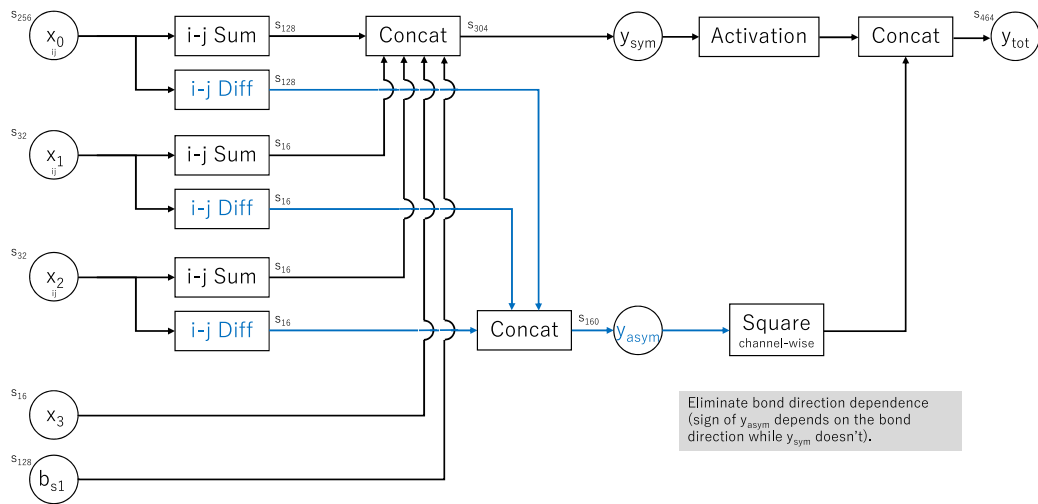 s256
x0
ij
i-j Sum
s128
Concat
s304
ysym
Activation
Concat
s464
ytot
i-j Diff
s128
s32
x1
ij
i-j Sum
s16
i-j Diff
s16
s32
x2
ij
i-j Sum
s16
i-j Diff
s16
Concat
s160
yasym
Square
channel-wise
s16
x3
s128
bs1
Eliminate bond direction dependence
(sign of yasym depends on the bond
direction while ysym doesn't).